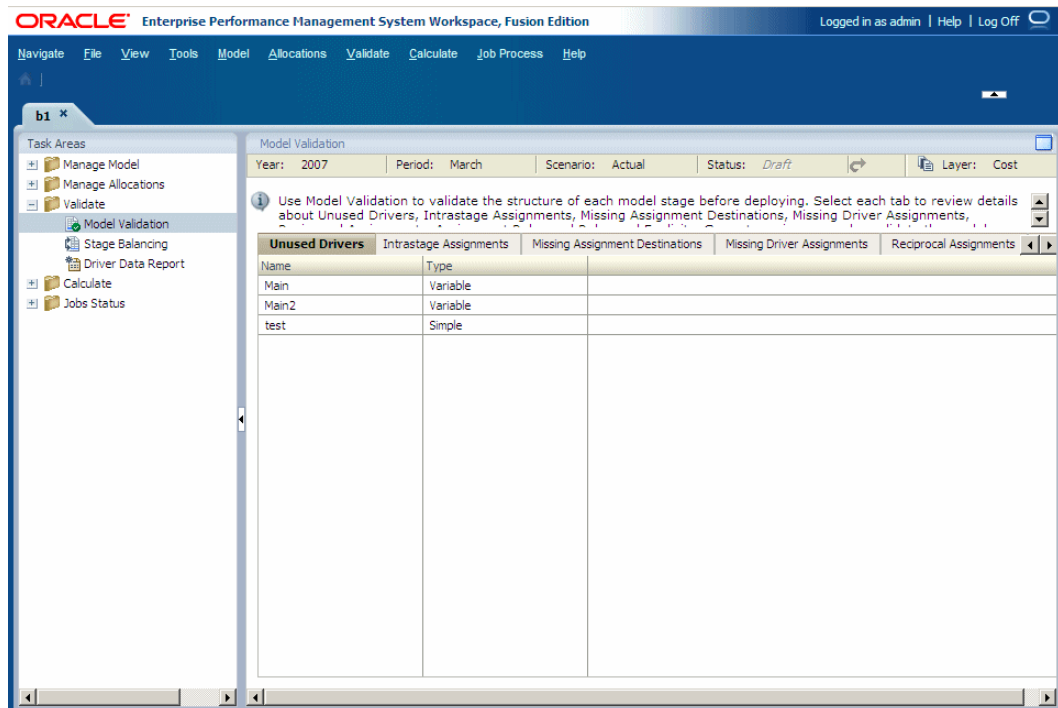 ORACLE Enterprise Performance Management System Workspace, Fusion Edition
Logged in as admin | Help | Log Off
Navigate File View Tools Model Allocations Validate Calculate Job Process Help
b1 ×
Task Areas
Manage Model
Manage Allocations
Validate
Model Validation
Stage Balancing
Driver Data Report
Calculate
Jobs Status
Model Validation
Year: 2007 Period: March Scenario: Actual Status: Draft Layer: Cost
Use Model Validation to validate the structure of each model stage before deploying. Select each tab to review details
about Unused Drivers, Intrastage Assignments, Missing Assignment Destinations, Missing Driver Assignments,
Unused Drivers Intrastage Assignments Missing Assignment Destinations Missing Driver Assignments Reciprocal Assignments
Name Type
Main Variable
Main2 Variable
test Simple